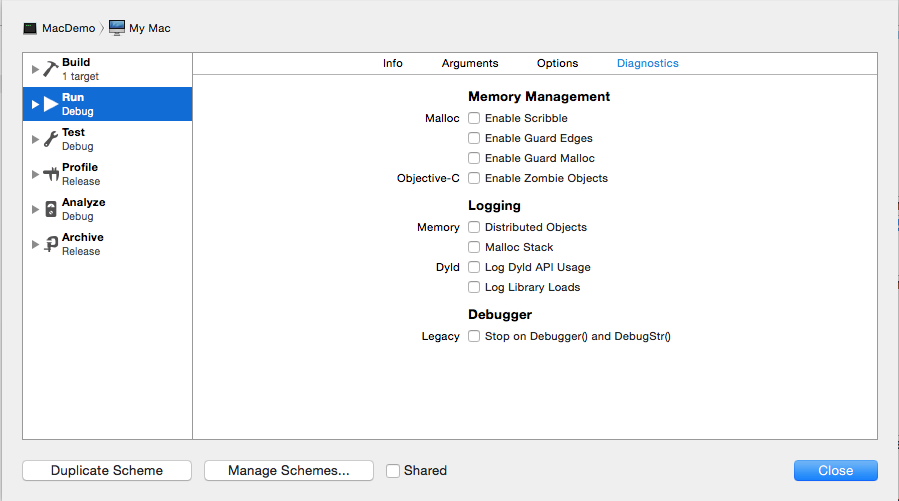 MacDemo My Mac
Info Arguments Options Diagnostics
Build
1 target
Run
Debug
Test
Debug
Profile
Release
Analyze
Debug
Archive
Release
Memory Management
Malloc Enable Scribble
Enable Guard Edges
Enable Guard Malloc
Objective-C Enable Zombie Objects
Logging
Memory Distributed Objects
Malloc Stack
Dyld Log Dyld API Usage
Log Library Loads
Debugger
Legacy Stop on Debugger() and DebugStr()
Duplicate Scheme Manage Schemes... Shared Close